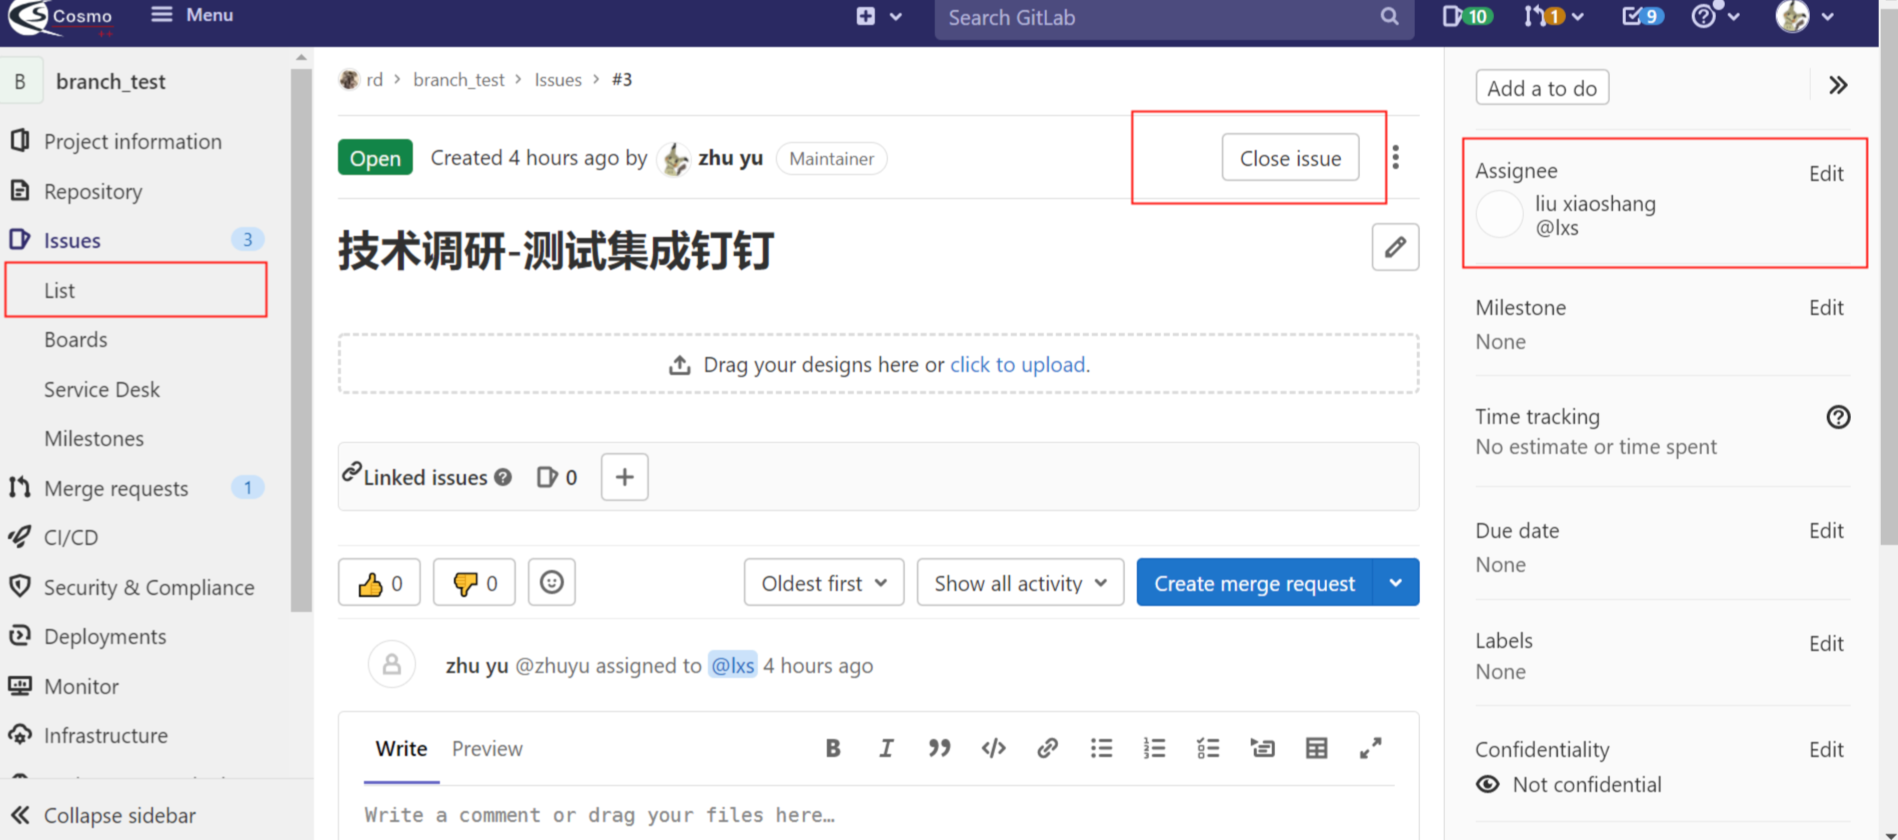 Cosmo
Menu
Search GitLab
10
1
9
B
branch_test
Project information
Repository
Issues 3
List
Boards
Service Desk
Milestones
Merge requests 1
CI/CD
Security & Compliance
Deployments
Monitor
Infrastructure
Collapse sidebar
rd > branch_test > Issues > #3
Open Created 4 hours ago by zhu yu Maintainer
Close issue
技术调研-测试集成钉钉
Drag your designs here or click to upload.
Linked issues 0
0 0
Oldest first
Show all activity
Create merge request
zhu yu @zhuyu assigned to @lxs 4 hours ago
Write Preview
Write a comment or drag your files here…
Add a to do
Assignee Edit
liu xiaoshang
@lxs
Milestone Edit
None
Time tracking
No estimate or time spent
Due date Edit
None
Labels Edit
None
Confidentiality Edit
Not confidential